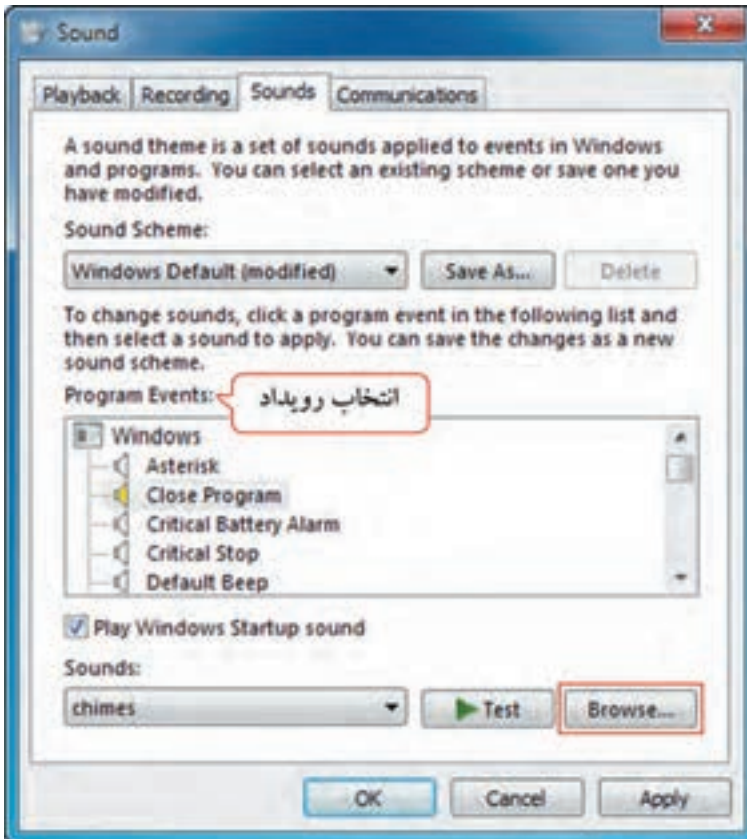 Sound
Playback Recording Sounds Communications
A sound theme is a set of sounds applied to events in Windows
and programs. You can select an existing scheme or save one you
have modified.
Sound Scheme:
Windows Default (modified) Save As... Delete
To change sounds, click a program event in the following list and
then select a sound to apply. You can save the changes as a new
sound scheme.
Program Events: انتخاب رویداد
Windows
Asterisk
Close Program
Critical Battery Alarm
Critical Stop
Default Beep
Play Windows Startup sound
Sounds:
chimes Test Browse...
OK Cancel Apply